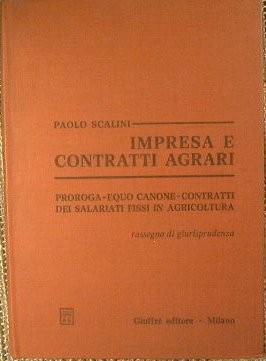 PAOLO SCALINI
IMPRESA E
CONTRATTI AGRARI
PROROGA-EQUO CANONE-CONTRATTI
DEI SALARIATI FISSI IN AGRICOLTURA
rassegna di giurisprudenza
Giuffrè editore · Milano